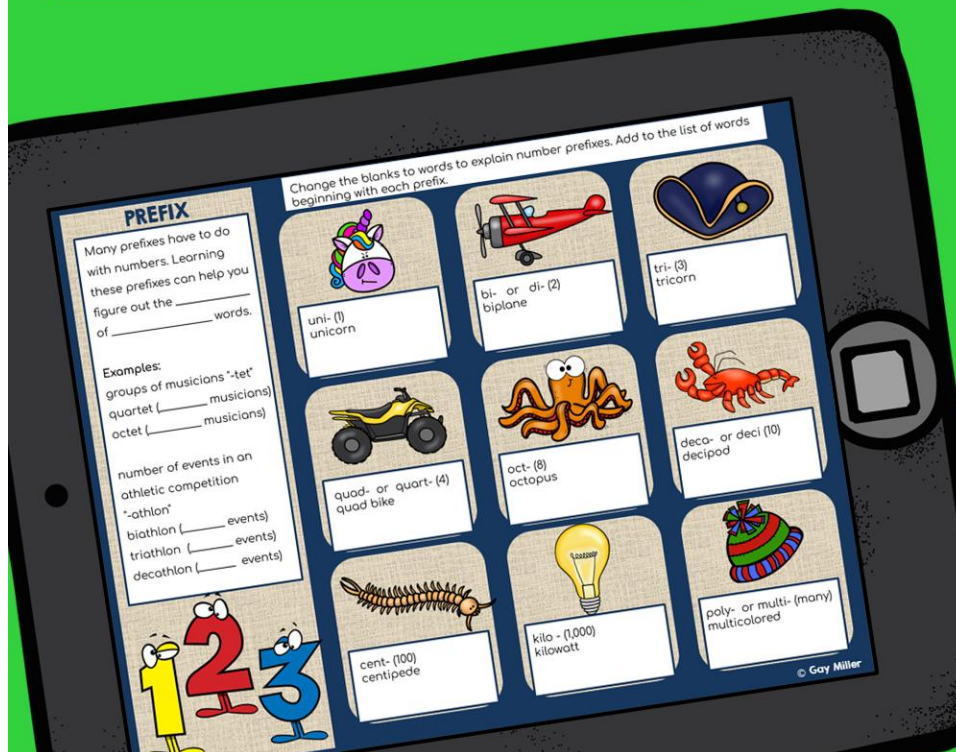 Change the blanks to words to explain number prefixes. Add to the list of words
beginning with each prefix.
PREFIX
Many prefixes have to do
with numbers. Learning
these prefixes can help you
figure out the __________
of ______________ words.
Examples:
groups of musicians "-tet"
quartet (_______ musicians)
octet (_______ musicians)
number of events in an
athletic competition
"-athlon"
biathlon (______ events)
triathlon (______ events)
decathlon (______ events)
1 2 3
uni- (1)
unicorn
bi- or di- (2)
biplane
tri- (3)
tricorn
quad- or quart- (4)
quad bike
oct- (8)
octopus
deca- or deci (10)
decipod
cent- (100)
centipede
kilo - (1,000)
kilowatt
poly- or multi- (many)
multicolored
© Gay Miller